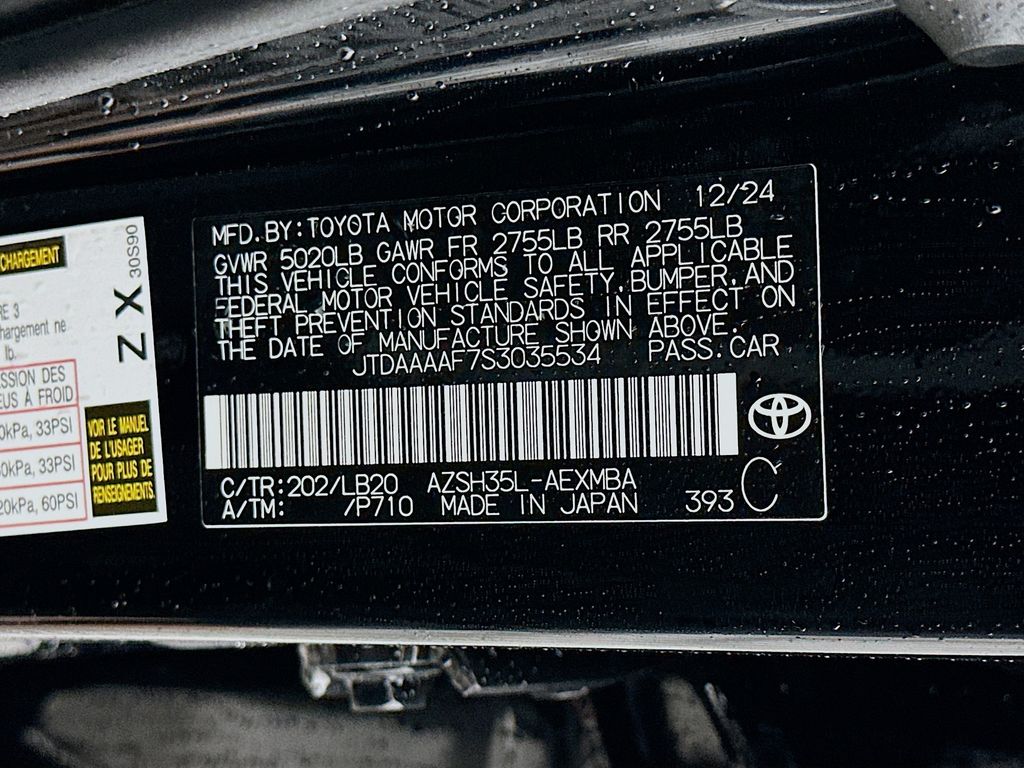 CHARGEMENT
RE 3
hargement ne
lb.
SSION DES
EUS À FROID
0kPa, 33PSI
0kPa, 33PSI
20kPa, 60PSI
ZX
30S90
VOIR LE MANUEL
DE L'USAGER
POUR PLUS DE
RENSEIGNEMENTS.
MFD.BY:TOYOTA MOTOR CORPORATION 12/24
GVWR 5020LB GAWR FR 2755LB RR 2755LB
THIS VEHICLE CONFORMS TO ALL APPLICABLE
FEDERAL MOTOR VEHICLE SAFETY,BUMPER,AND
THEFT PREVENTION STANDARDS IN EFFECT ON
THE DATE OF MANUFACTURE SHOWN ABOVE.
JTDAAAAF7S3035534 PASS.CAR
C/TR:202/LB20 AZSH35L-AEXMBA
A/TM: /P710 MADE IN JAPAN 393 C